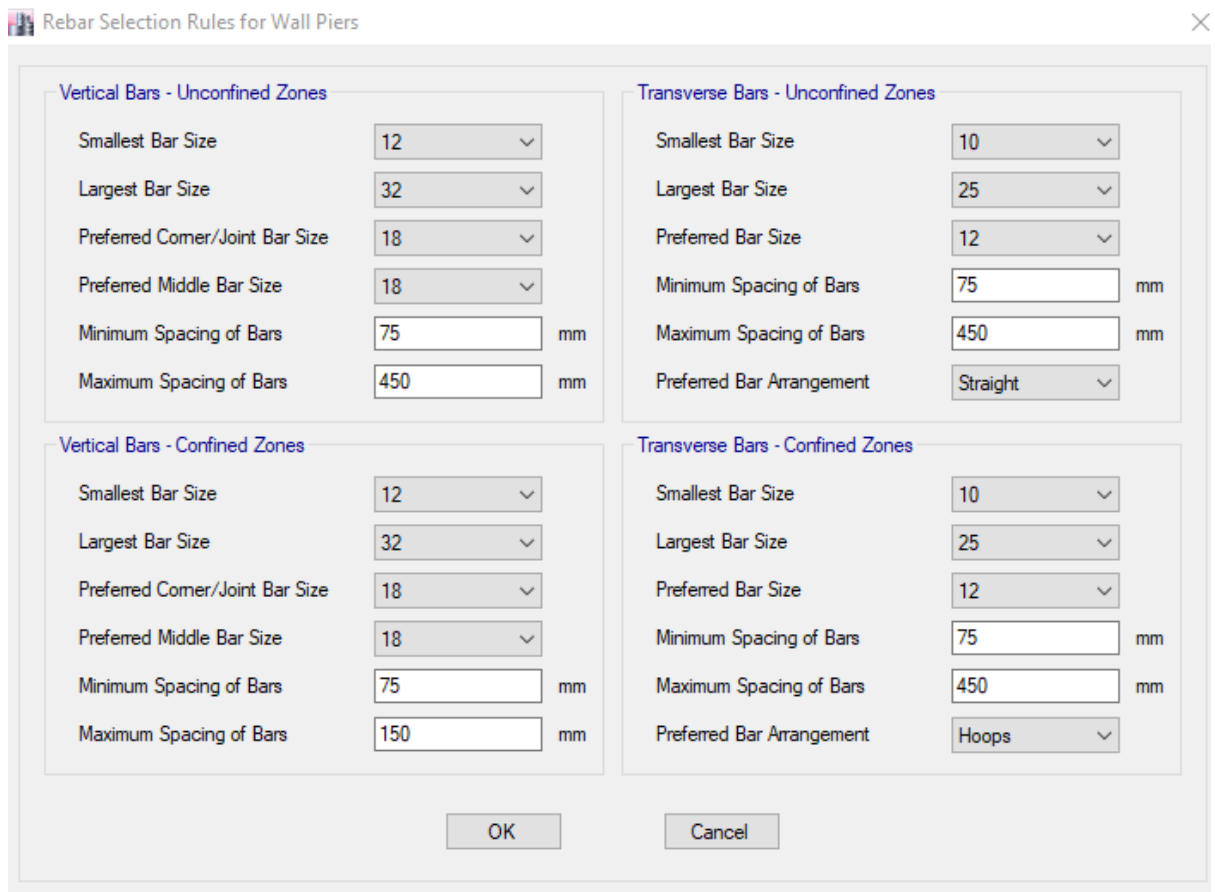 Rebar Selection Rules for Wall Piers
Vertical Bars - Unconfined Zones
Smallest Bar Size 12
Largest Bar Size 32
Preferred Corner/Joint Bar Size 18
Preferred Middle Bar Size 18
Minimum Spacing of Bars 75 mm
Maximum Spacing of Bars 450 mm
Transverse Bars - Unconfined Zones
Smallest Bar Size 10
Largest Bar Size 25
Preferred Bar Size 12
Minimum Spacing of Bars 75 mm
Maximum Spacing of Bars 450 mm
Preferred Bar Arrangement Straight
Vertical Bars - Confined Zones
Smallest Bar Size 12
Largest Bar Size 32
Preferred Corner/Joint Bar Size 18
Preferred Middle Bar Size 18
Minimum Spacing of Bars 75 mm
Maximum Spacing of Bars 150 mm
Transverse Bars - Confined Zones
Smallest Bar Size 10
Largest Bar Size 25
Preferred Bar Size 12
Minimum Spacing of Bars 75 mm
Maximum Spacing of Bars 450 mm
Preferred Bar Arrangement Hoops
OK Cancel